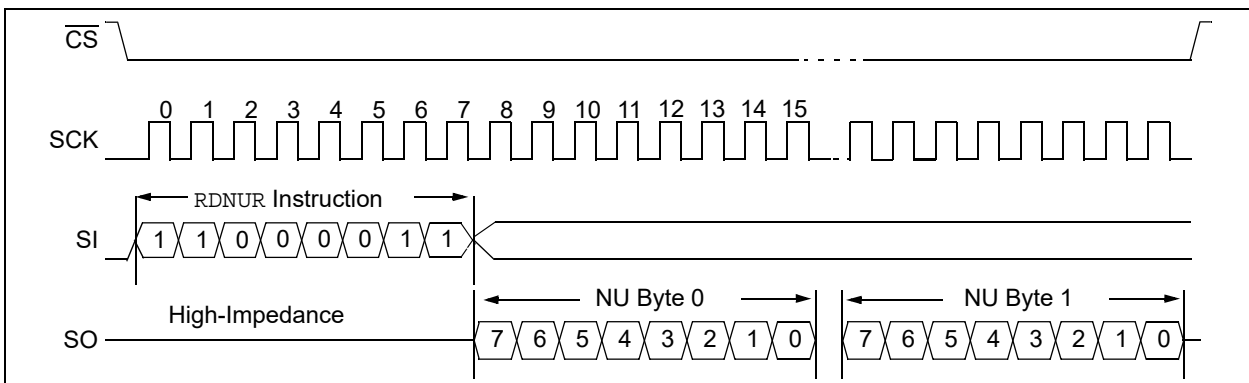 CS
0 1 2 3 4 5 6 7 8 9 10 11 12 13 14 15
SCK
RDNUR Instruction
SI 1 1 0 0 0 0 1 1
NU Byte 0 NU Byte 1
High-Impedance
SO 7 6 5 4 3 2 1 0 7 6 5 4 3 2 1 0